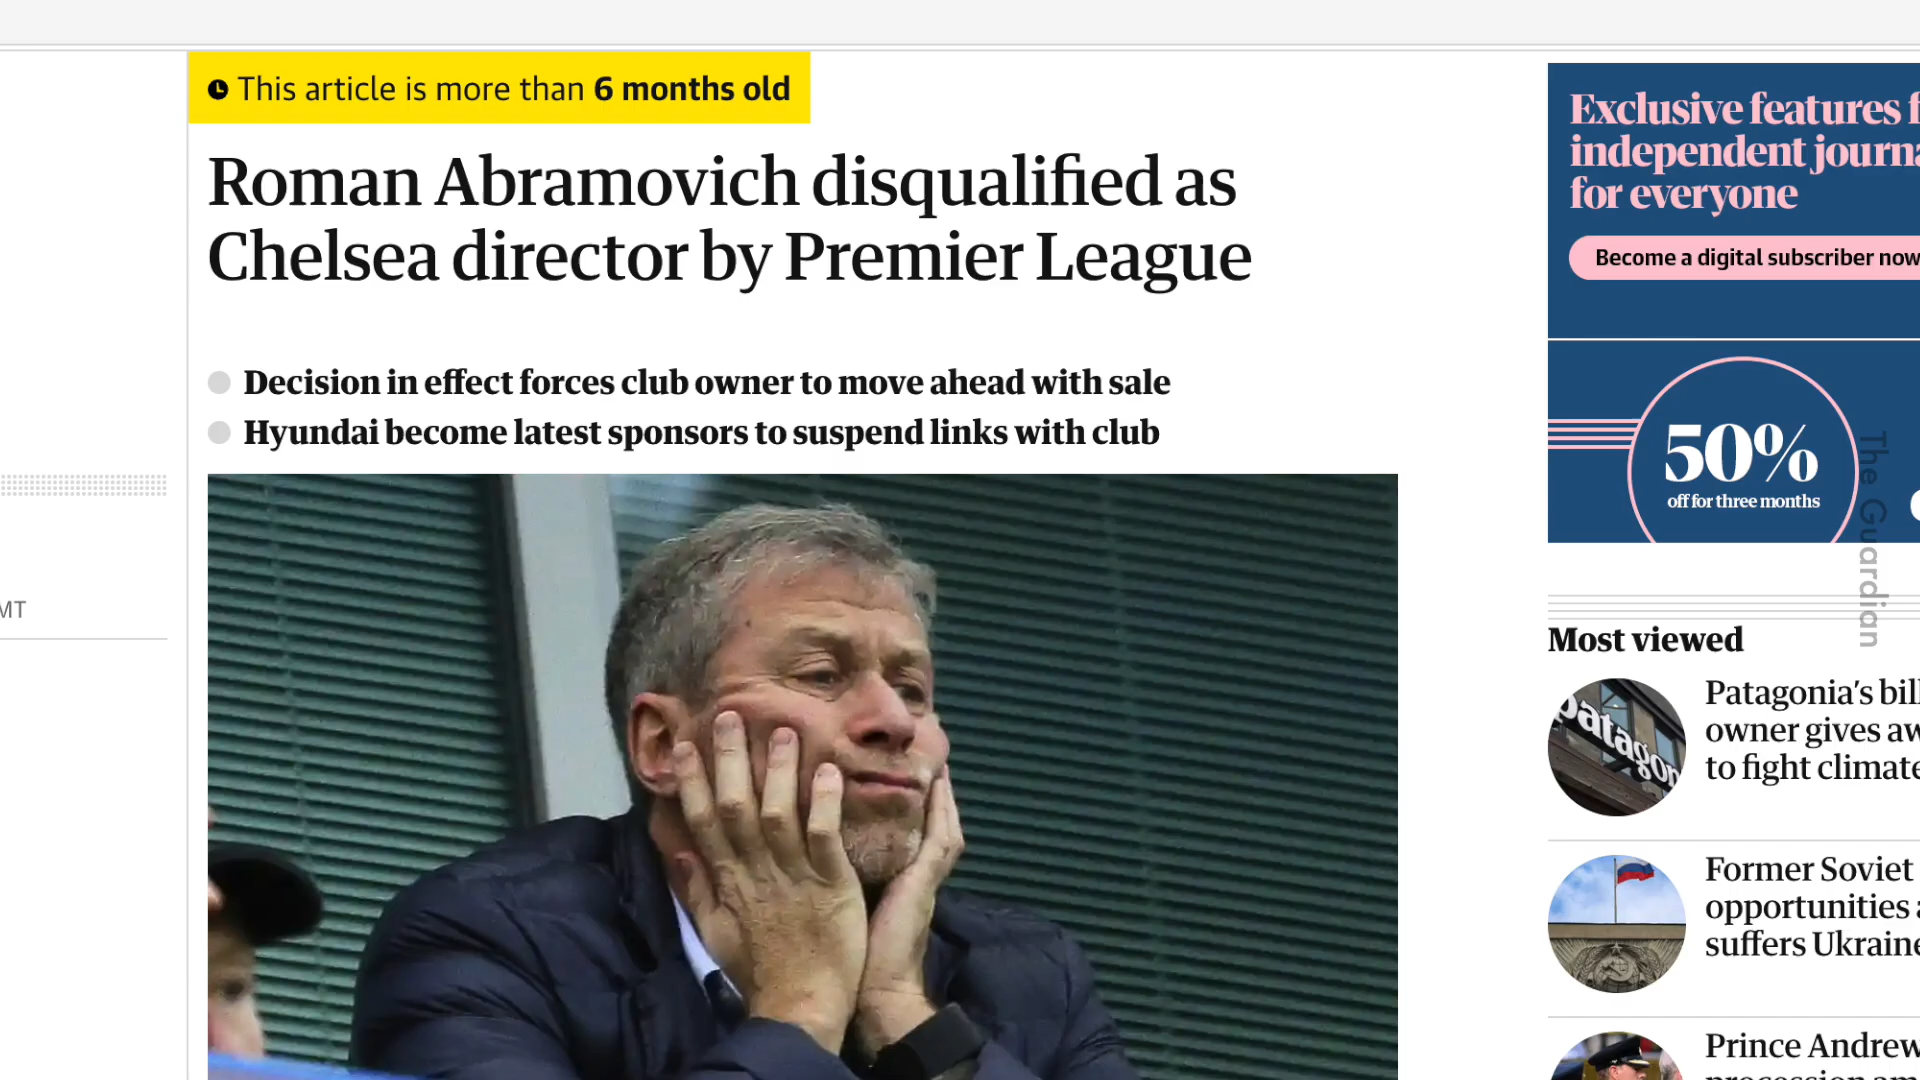 This article is more than 6 months old
Roman Abramovich disqualified as
Chelsea director by Premier League
Decision in effect forces club owner to move ahead with sale
Hyundai become latest sponsors to suspend links with club
MT
Exclusive features f
independent journa
for everyone
Become a digital subscriber now
50%
off for three months
The Guardian
Most viewed
patagon
Patagonia’s bill
owner gives aw
to fight climate
Former Soviet
opportunities a
suffers Ukraine
Prince Andrew